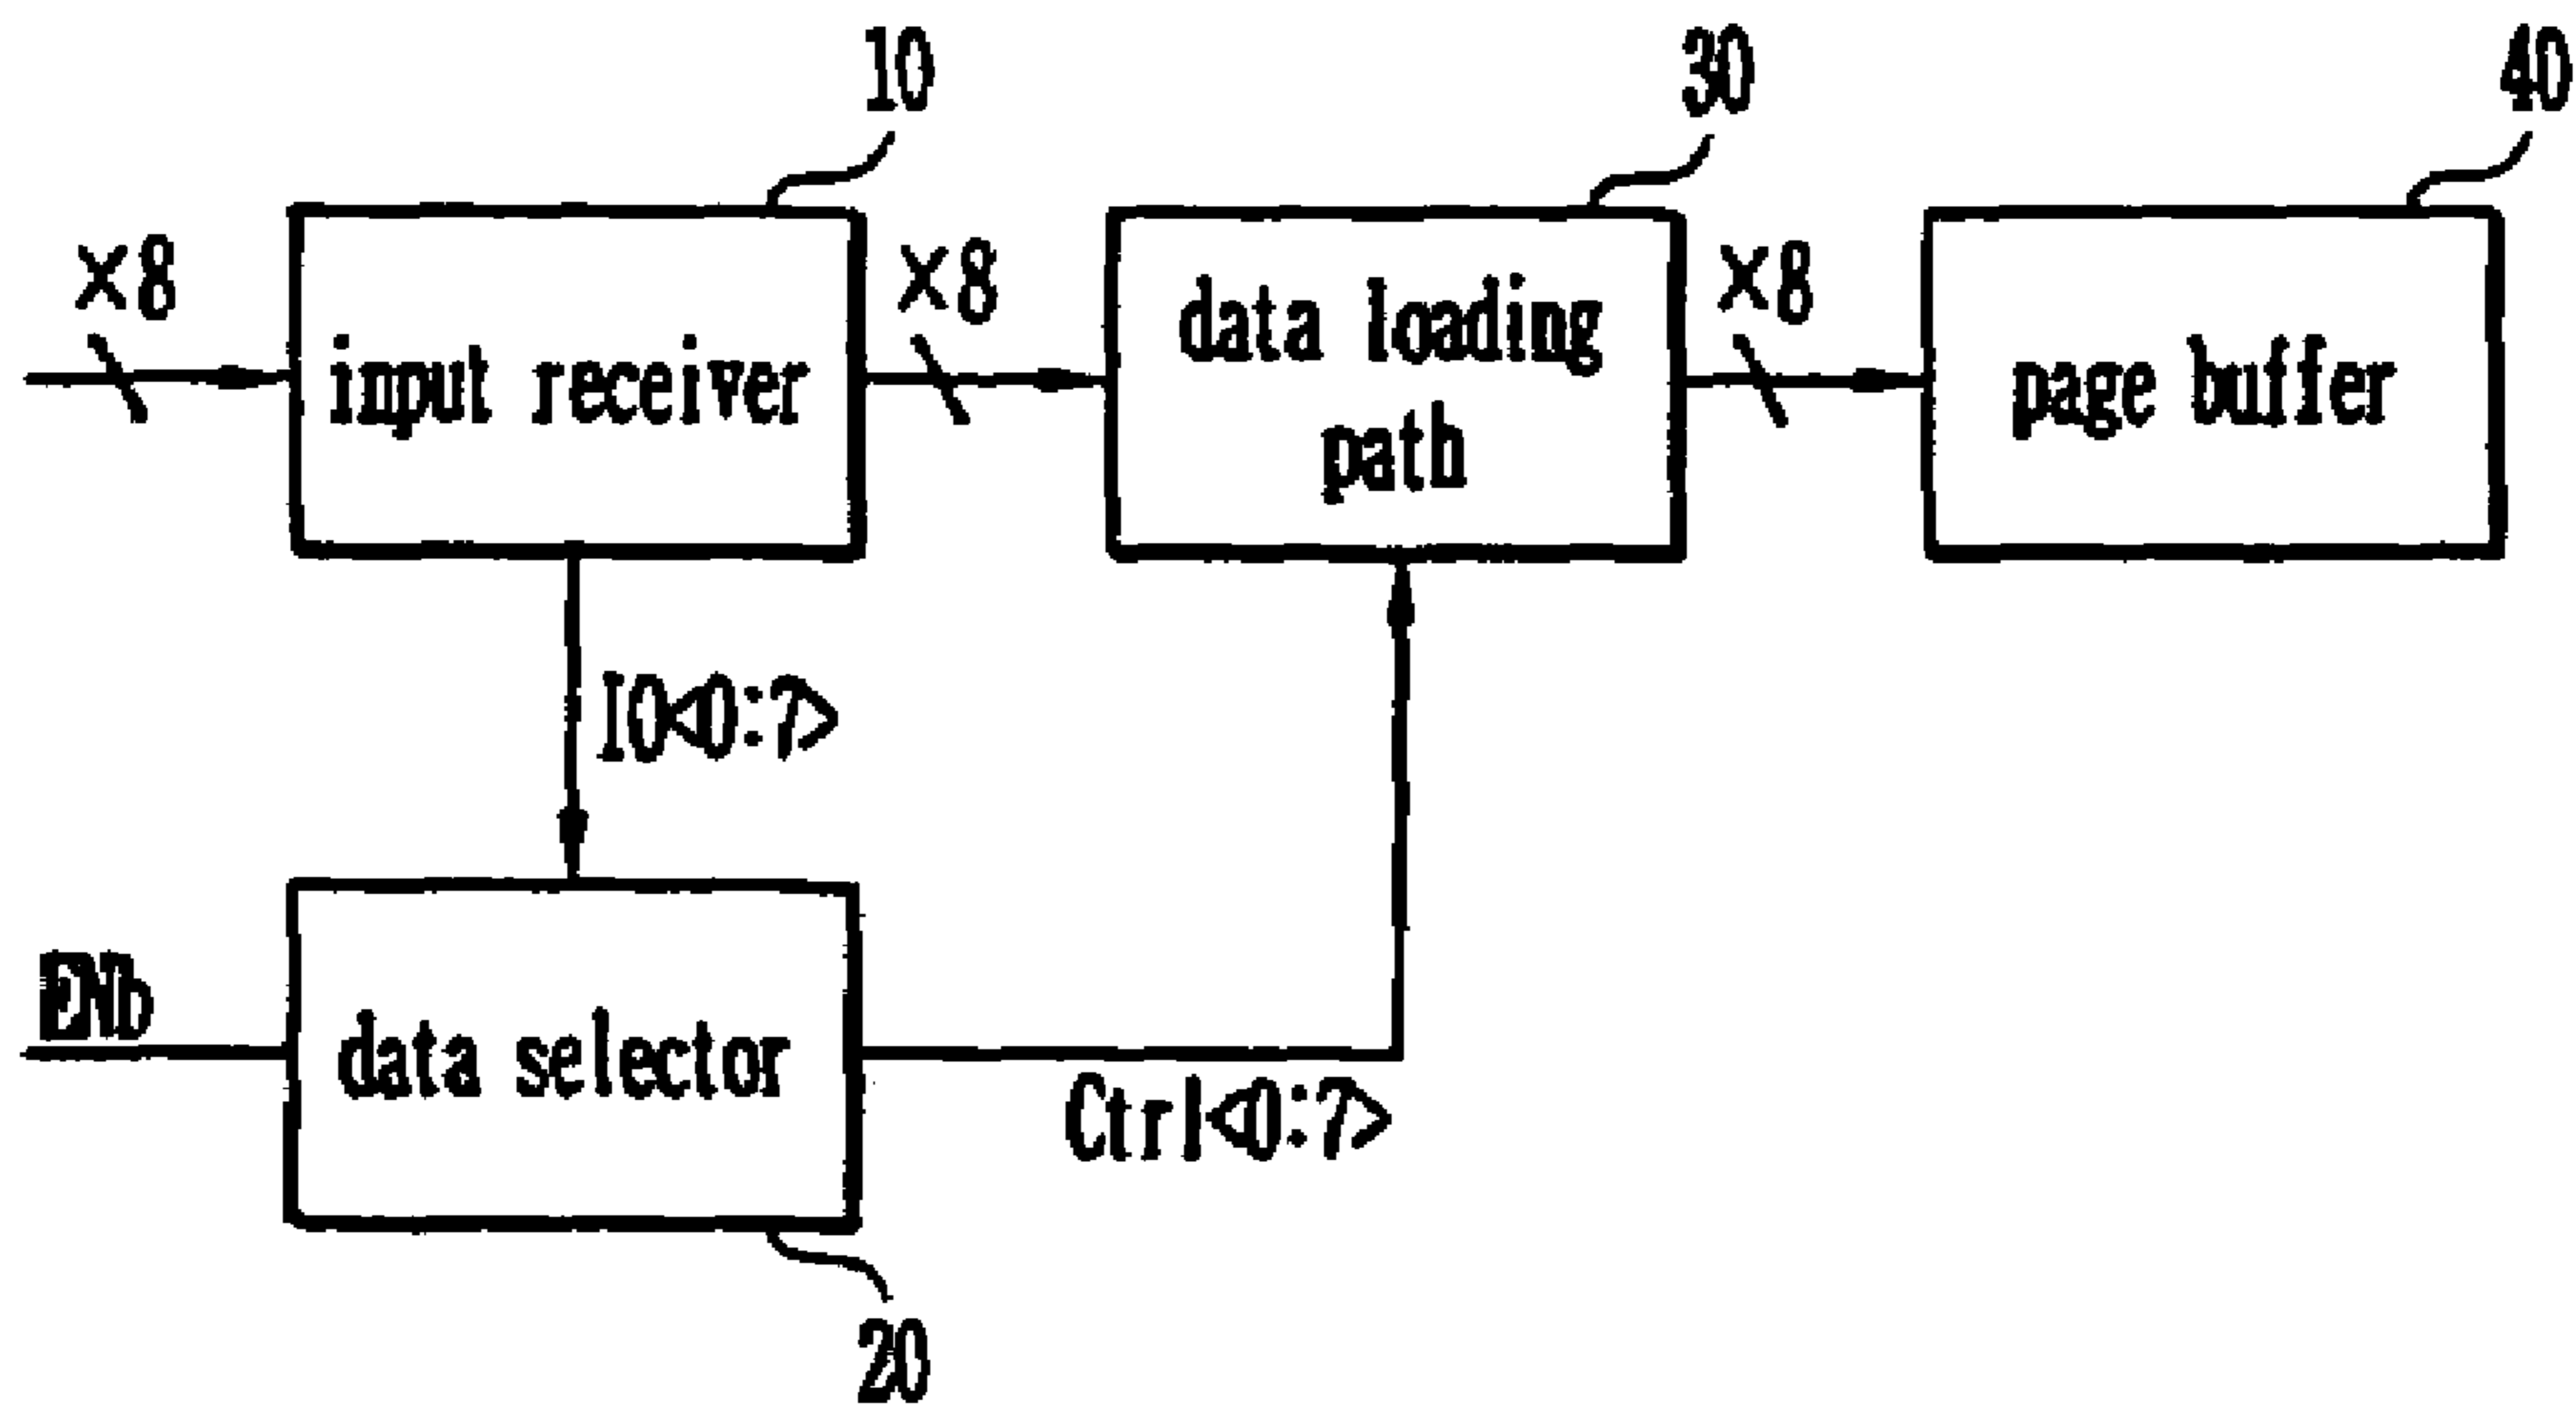 10
30
40
×8
×8
×8
input receiver
data loading
path
page buffer
IO<0:7>
ENb
data selector
Ctrl<0:7>
20